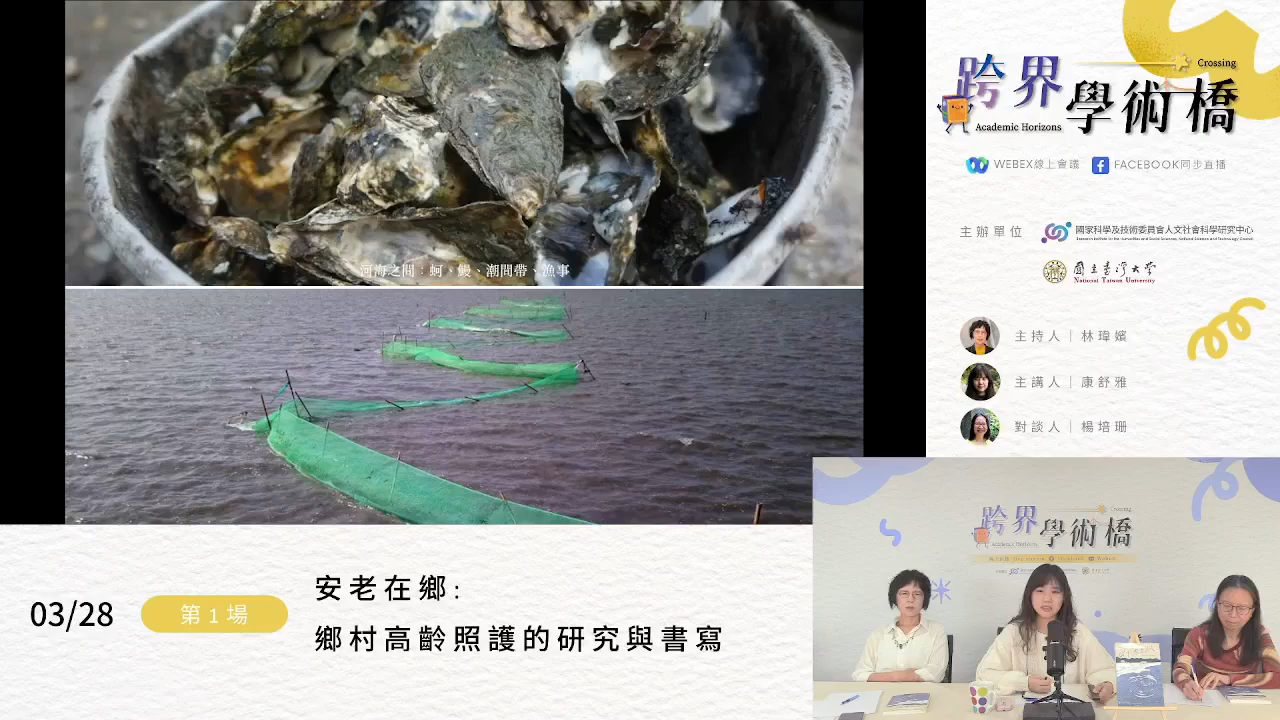 河海之間：蚵、鰻、潮間帶、漁事
跨界
Crossing
Academic Horizons
學術橋
WEBEX線上會議
FACEBOOK同步直播
主辦單位
國家科學及技術委員會人文社會科學研究中心
國立臺灣大學
National Taiwan University
主持人｜林瑋嬪
主講人｜康舒雅
對談人｜楊培珊
跨界
Crossing
Academic Horizons
學術橋
03/28
第1場
安老在鄉：
鄉村高齡照護的研究與書寫